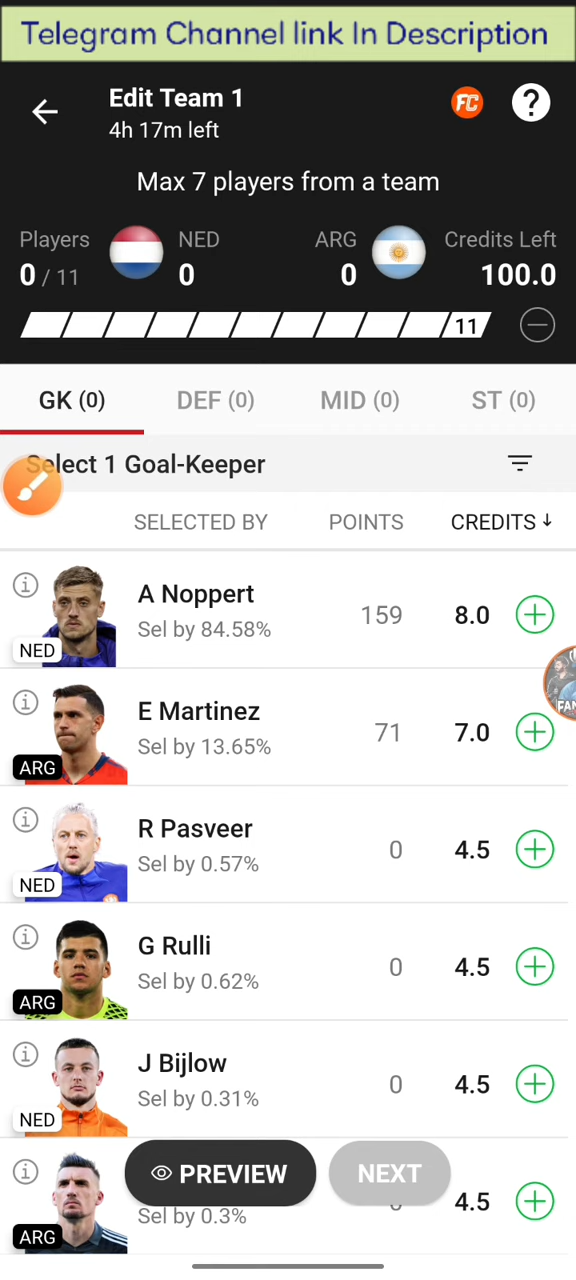 Telegram Channel link In Description
Edit Team 1
FC
?
4h 17m left
Max 7 players from a team
Players NED ARG Credits Left
0 / 11 0 0 100.0
11
GK (0) DEF (0) MID (0) ST (0)
Select 1 Goal-Keeper
SELECTED BY POINTS CREDITS ↓
A Noppert
Sel by 84.58% 159 8.0
NED
E Martinez
Sel by 13.65% 71 7.0
ARG
FAN
R Pasveer
Sel by 0.57% 0 4.5
NED
G Rulli
Sel by 0.62% 0 4.5
ARG
J Bijlow
Sel by 0.31% 0 4.5
NED
PREVIEW NEXT
Sel by 0.3% 4.5
ARG